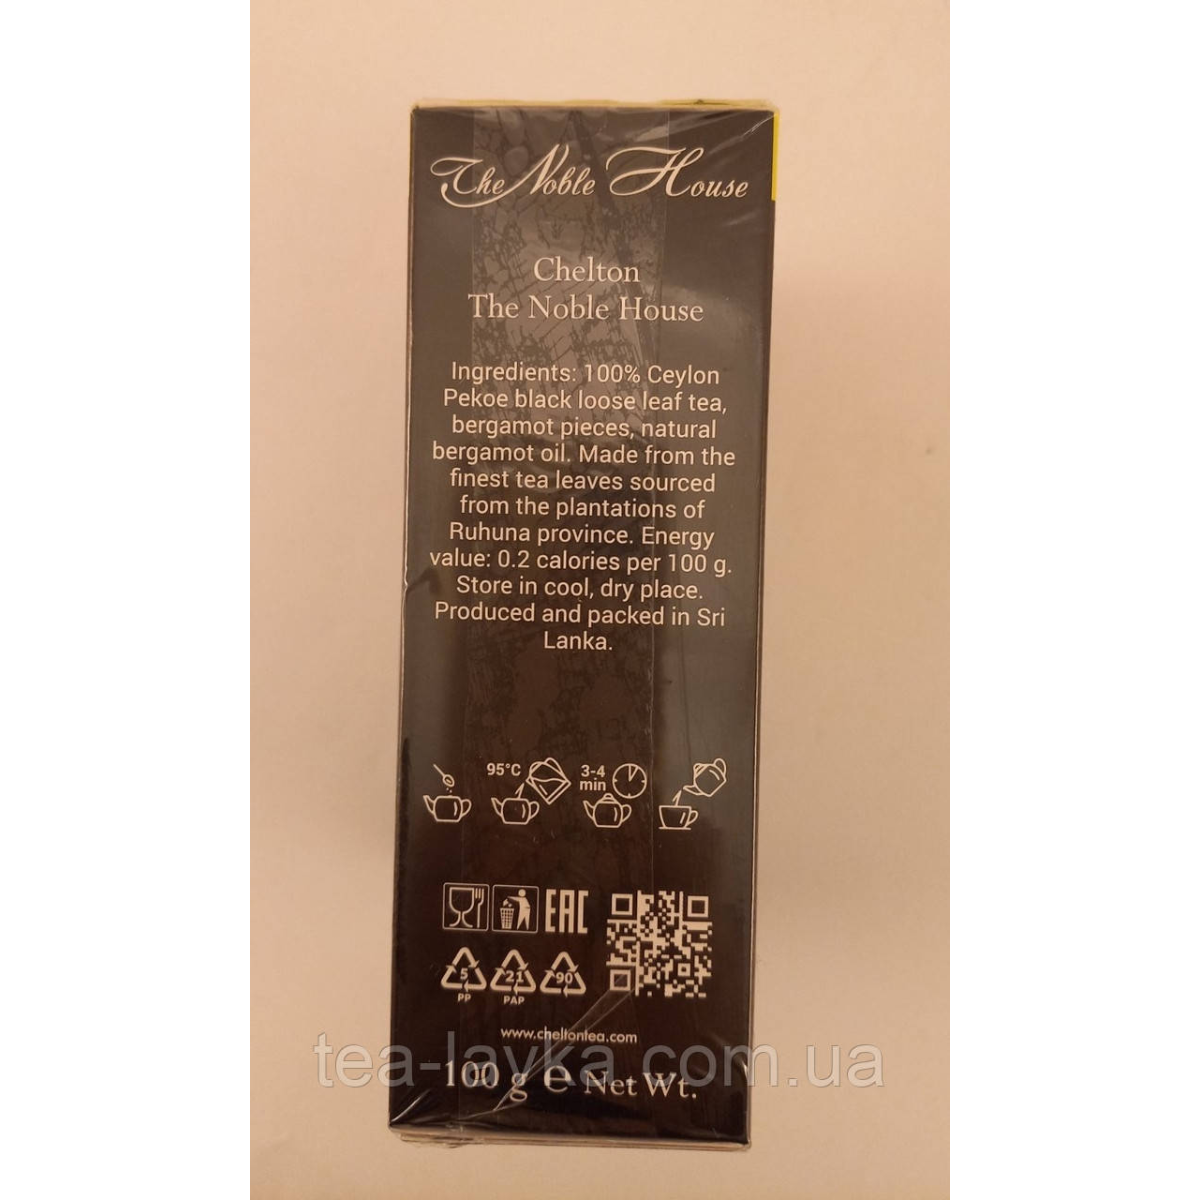 The Noble House
Chelton
The Noble House
Ingredients: 100% Ceylon
Pekoe black loose leaf tea,
bergamot pieces, natural
bergamot oil. Made from the
finest tea leaves sourced
from the plantations of
Ruhuna province. Energy
value: 0.2 calories per 100 g.
Store in cool, dry place.
Produced and packed in Sri
Lanka.
95°C
3-4
min
EAC
5
PP
21
PAP
90
www.cheltontea.com
tea-layka.com.ua
100 g e Net Wt.